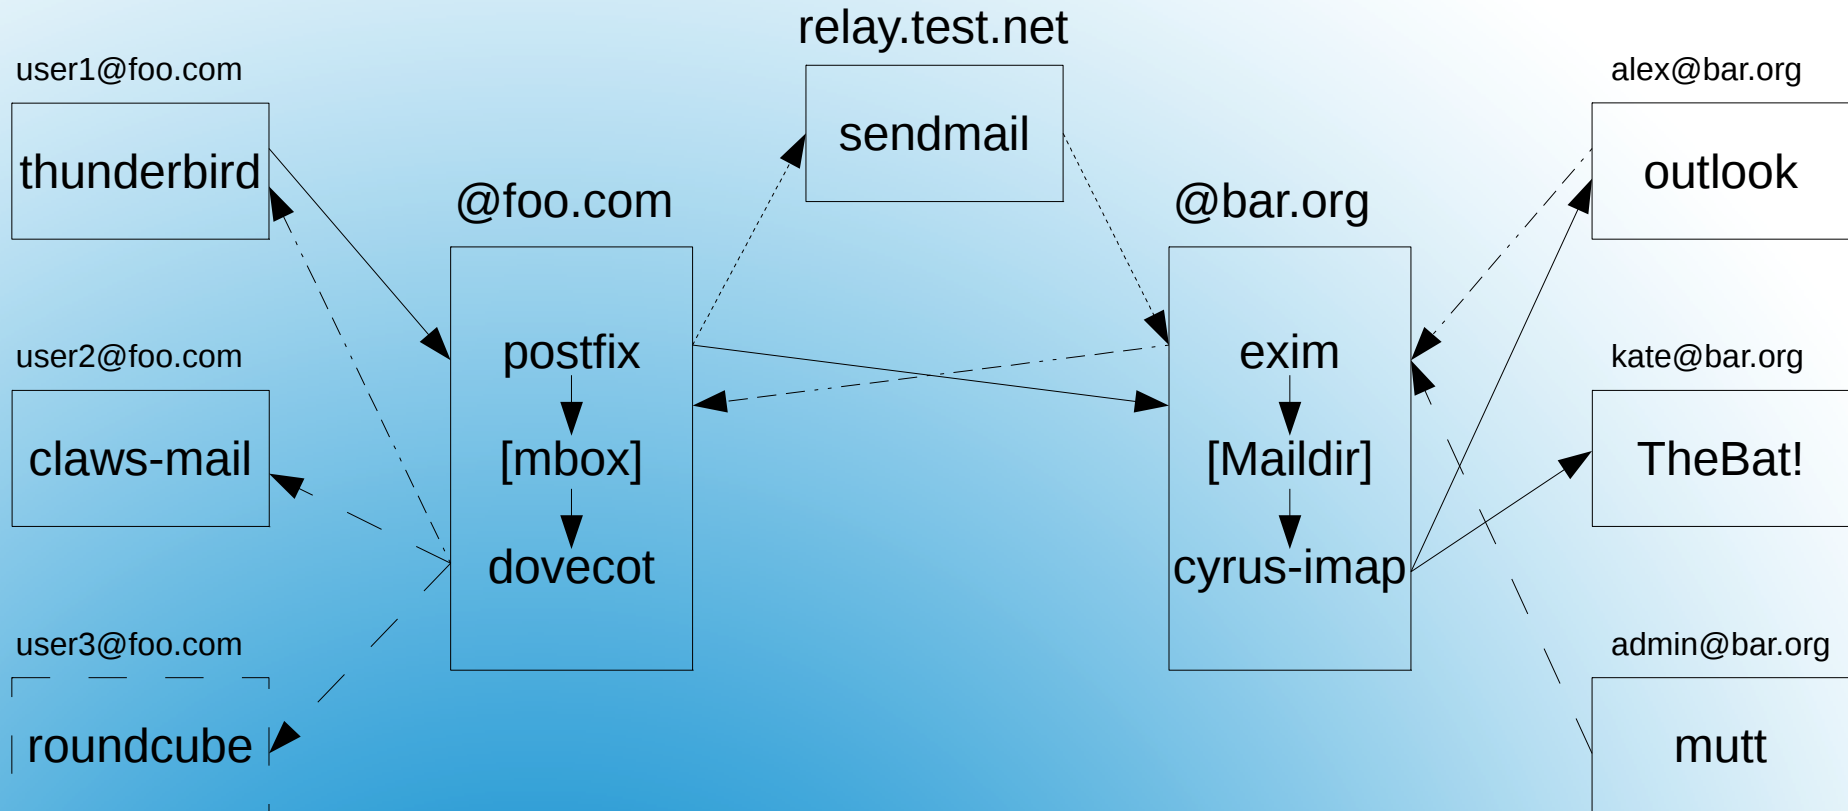 relay.test.net
sendmail
user1@foo.com
thunderbird
user2@foo.com
claws-mail
user3@foo.com
roundcube
@foo.com
postfix
[mbox]
dovecot
@bar.org
exim
[Maildir]
cyrus-imap
alex@bar.org
outlook
kate@bar.org
TheBat!
admin@bar.org
mutt